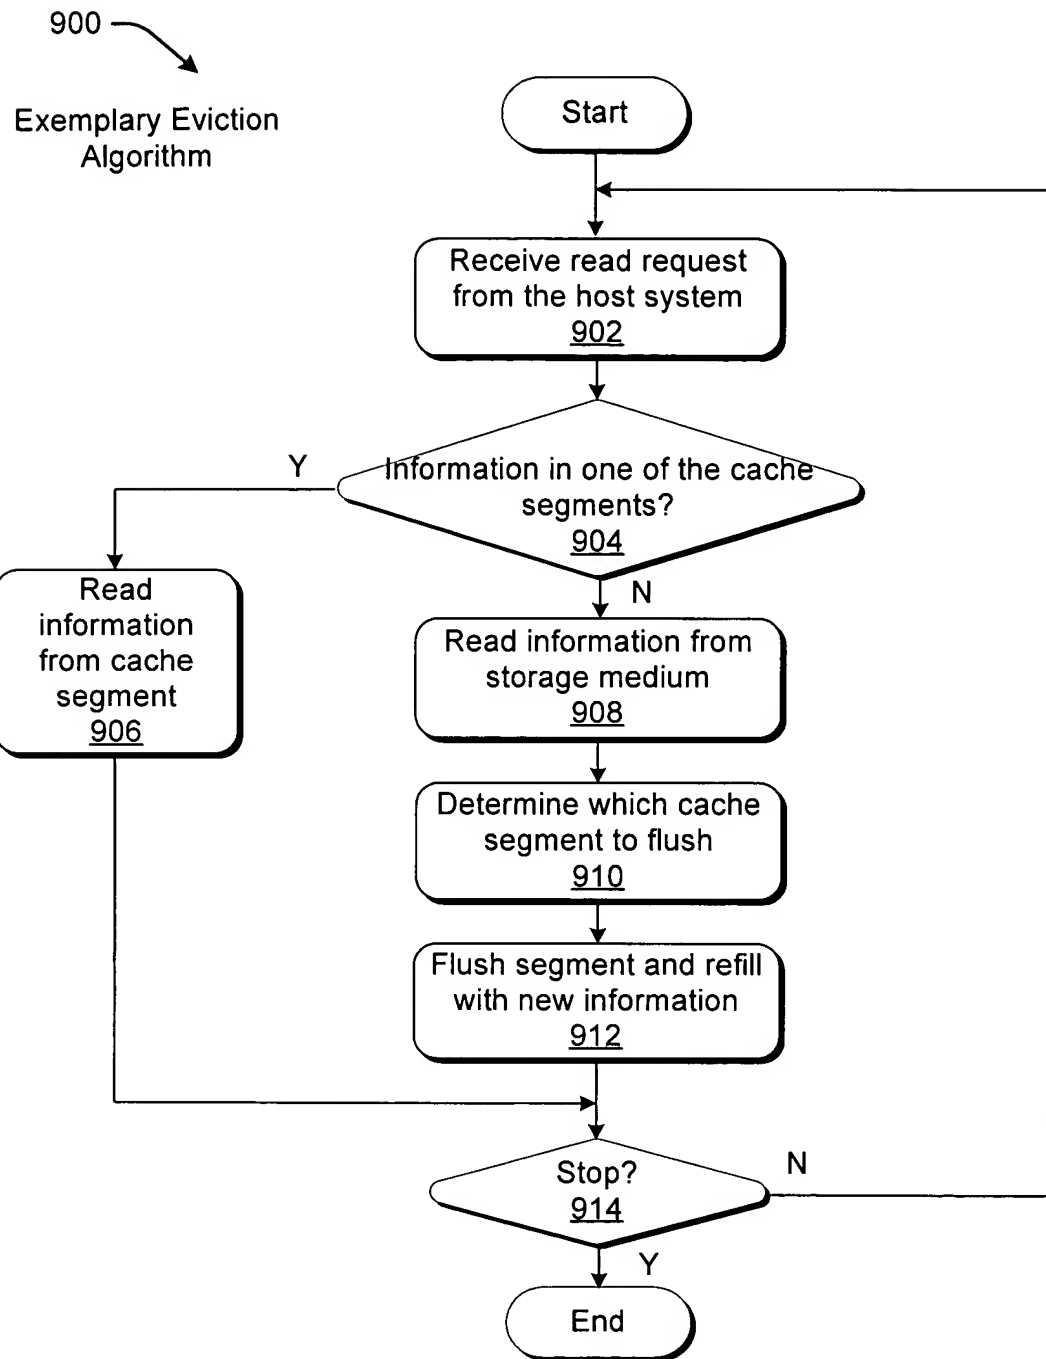 900
Exemplary Eviction
Algorithm
Start
Receive read request
from the host system
902
Y
Information in one of the cache
segments?
904
N
Read
information
from cache
segment
906
Read information from
storage medium
908
Determine which cache
segment to flush
910
Flush segment and refill
with new information
912
Stop?
914
N
Y
End